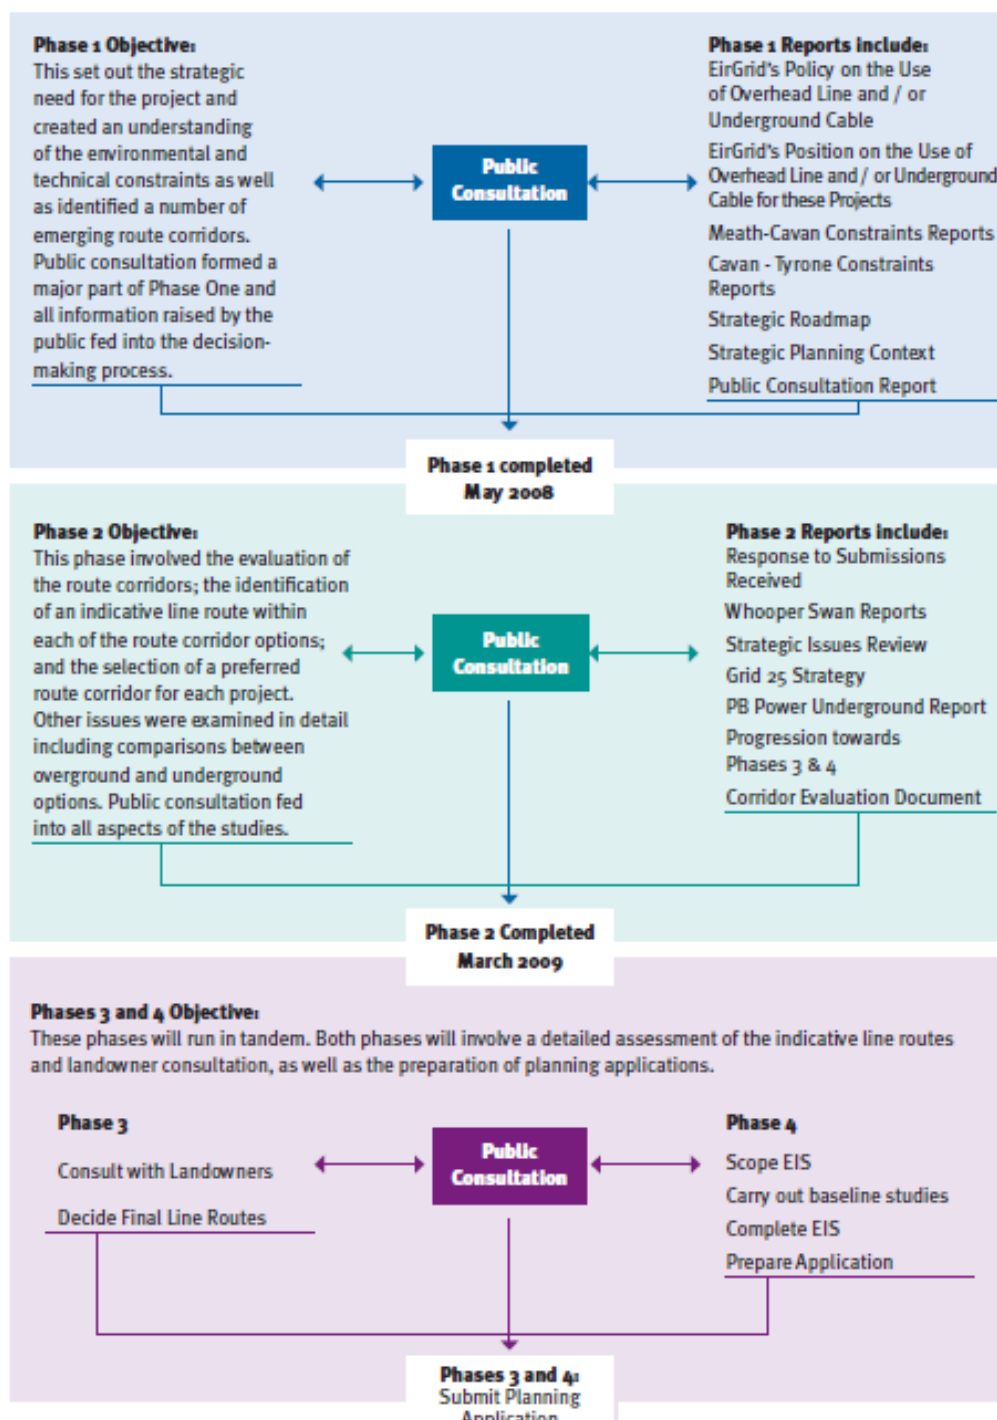 Phase 1 Objective:
This set out the strategic
need for the project and
created an understanding
of the environmental and
technical constraints as well
as identified a number of
emerging route corridors.
Public consultation formed a
major part of Phase One and
all information raised by the
public fed into the decision-
making process.
Public
Consultation
Phase 1 Reports include:
EirGrid's Policy on the Use
of Overhead Line and / or
Underground Cable
EirGrid's Position on the Use of
Overhead Line and / or Underground
Cable for these Projects
Meath-Cavan Constraints Reports
Cavan - Tyrone Constraints
Reports
Strategic Roadmap
Strategic Planning Context
Public Consultation Report
Phase 1 completed
May 2008
Phase 2 Objective:
This phase involved the evaluation of
the route corridors; the identification
of an indicative line route within
each of the route corridor options;
and the selection of a preferred
route corridor for each project.
Other issues were examined in detail
including comparisons between
overground and underground
options. Public consultation fed
into all aspects of the studies.
Public
Consultation
Phase 2 Reports include:
Response to Submissions
Received
Whooper Swan Reports
Strategic Issues Review
Grid 25 Strategy
PB Power Underground Report
Progression towards
Phases 3 & 4
Corridor Evaluation Document
Phase 2 Completed
March 2009
Phases 3 and 4 Objective:
These phases will run in tandem. Both phases will involve a detailed assessment of the indicative line routes
and landowner consultation, as well as the preparation of planning applications.
Phase 3
Consult with Landowners
Decide Final Line Routes
Public
Consultation
Phase 4
Scope EIS
Carry out baseline studies
Complete EIS
Prepare Application
Phases 3 and 4:
Submit Planning
Application